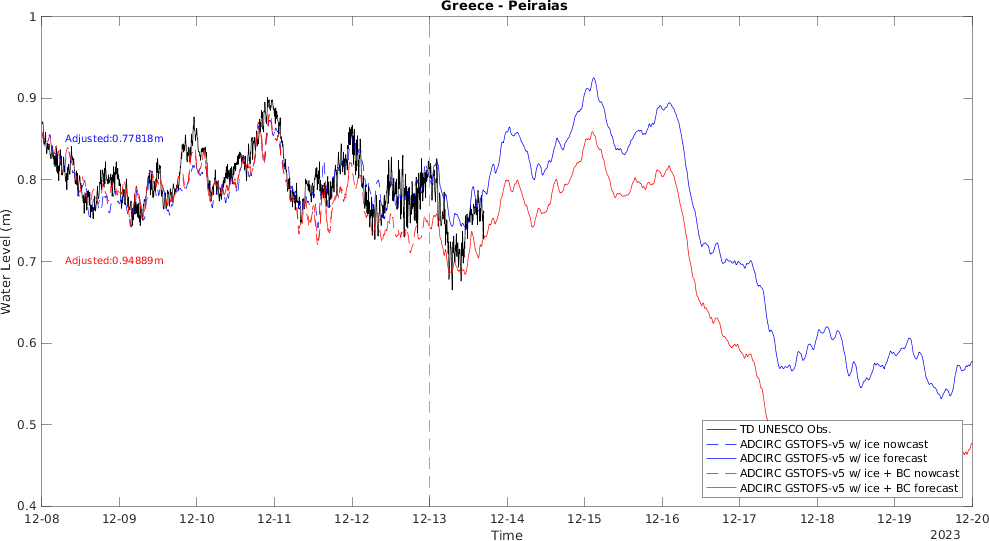 Greece - Peiraias
1
0.9
0.8
0.7
0.6
0.5
0.4
Water Level (m)
Adjusted:0.77818m
Adjusted:0.94889m
TD UNESCO Obs.
ADCIRC GSTOFS-v5 w/ ice nowcast
ADCIRC GSTOFS-v5 w/ ice forecast
ADCIRC GSTOFS-v5 w/ ice + BC nowcast
ADCIRC GSTOFS-v5 w/ ice + BC forecast
12-08 12-09 12-10 12-11 12-12 12-13 12-14 12-15 12-16 12-17 12-18 12-19 12-20
Time
2023